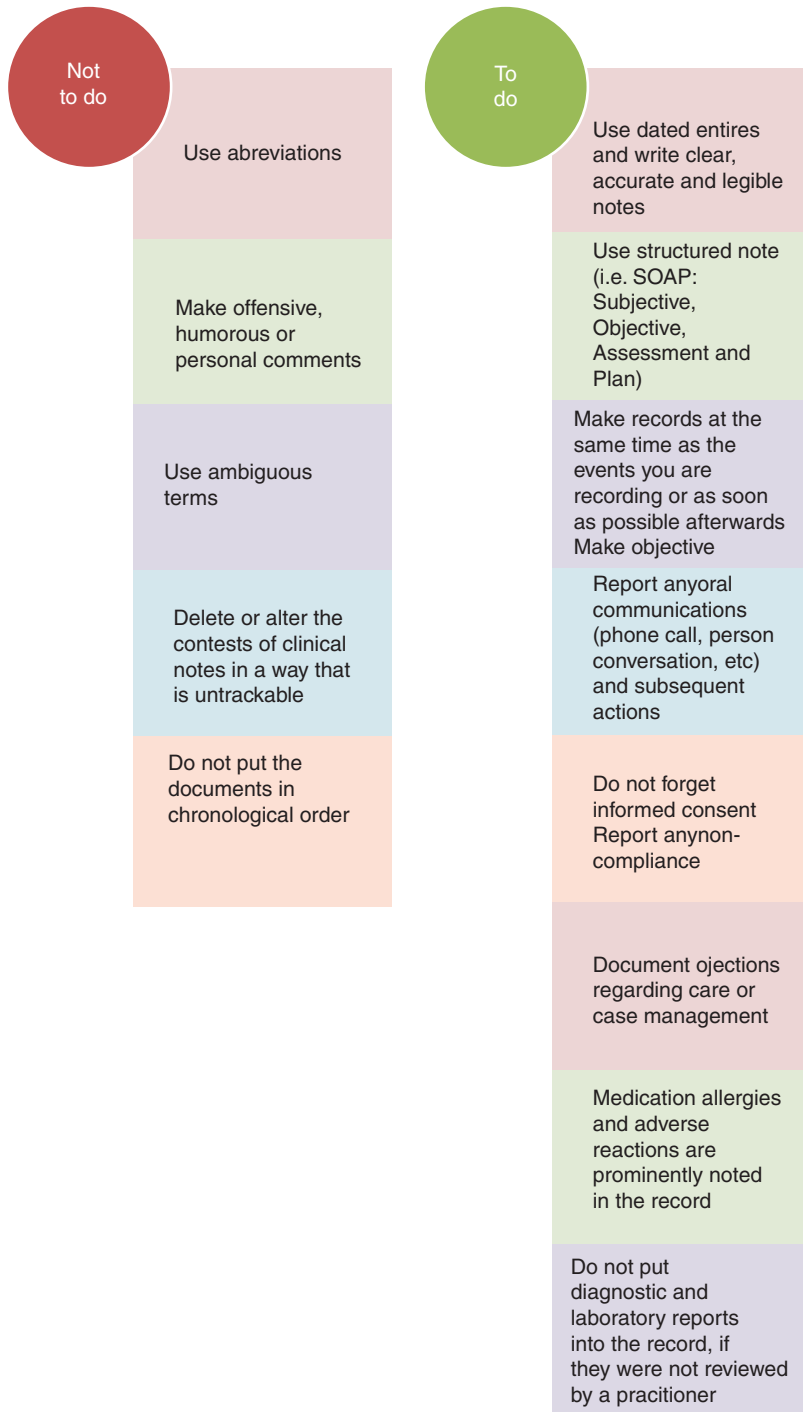 Not
to do
Use abreviations
Make offensive,
humorous or
personal comments
Use ambiguous
terms
Delete or alter the
contests of clinical
notes in a way that
is untrackable
Do not put the
documents in
chronological order
To
do
Use dated entires
and write clear,
accurate and legible
notes
Use structured note
(i.e. SOAP:
Subjective,
Objective,
Assessment and
Plan)
Make records at the
same time as the
events you are
recording or as soon
as possible afterwards
Make objective
Report anyoral
communications
(phone call, person
conversation, etc)
and subsequent
actions
Do not forget
informed consent
Report anynon-
compliance
Document ojections
regarding care or
case management
Medication allergies
and adverse
reactions are
prominently noted
in the record
Do not put
diagnostic and
laboratory reports
into the record, if
they were not reviewed
by a pracitioner